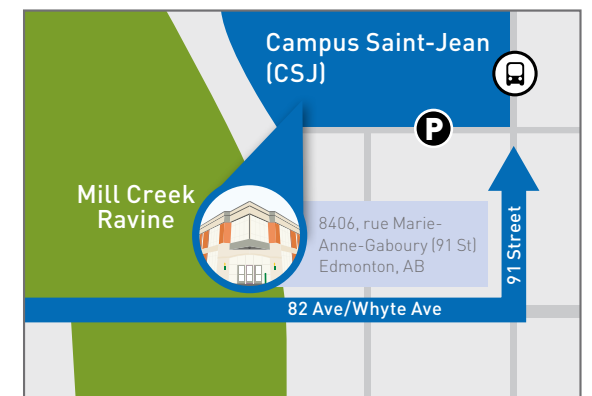 Campus Saint-Jean
(CSJ)
P
Mill Creek
Ravine
8406, rue Marie-
Anne-Gaboury (91 St)
Edmonton, AB
91 Street
82 Ave/Whyte Ave